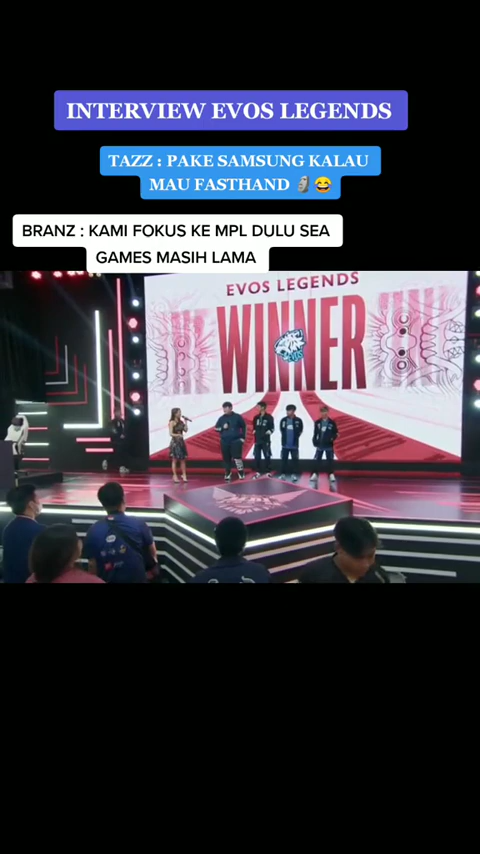 INTERVIEW EVOS LEGENDS
TAZZ : PAKE SAMSUNG KALAU
MAU FASTHAND 🗿😂
BRANZ : KAMI FOKUS KE MPL DULU SEA
GAMES MASIH LAMA
EVOS LEGENDS
WINNER
EVOS